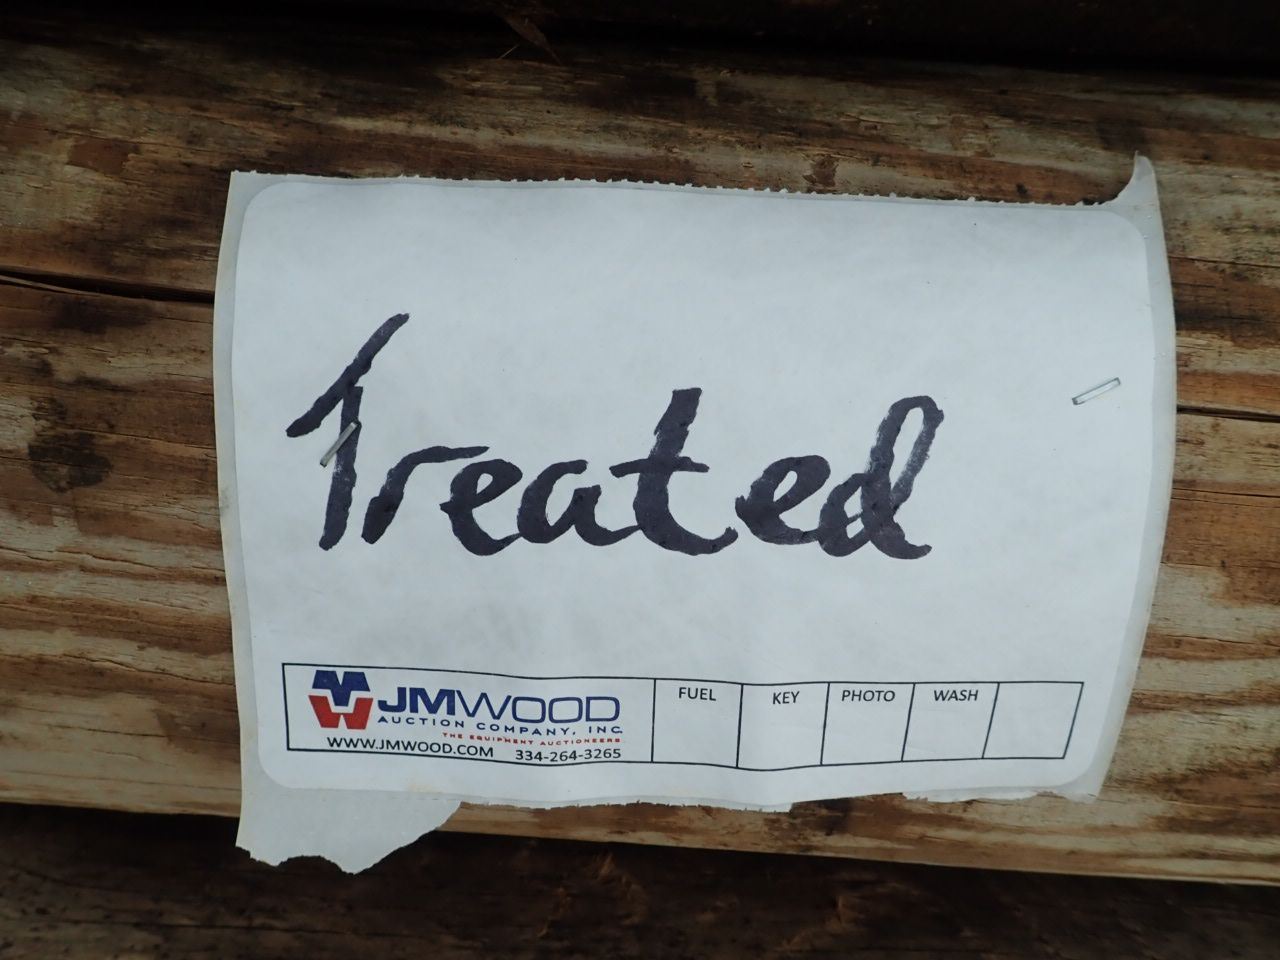 Treated
JMWOOD
AUCTION COMPANY, INC.
THE EQUIPMENT AUCTIONEERS
WWW.JMWOOD.COM 334-264-3265
FUEL KEY PHOTO WASH